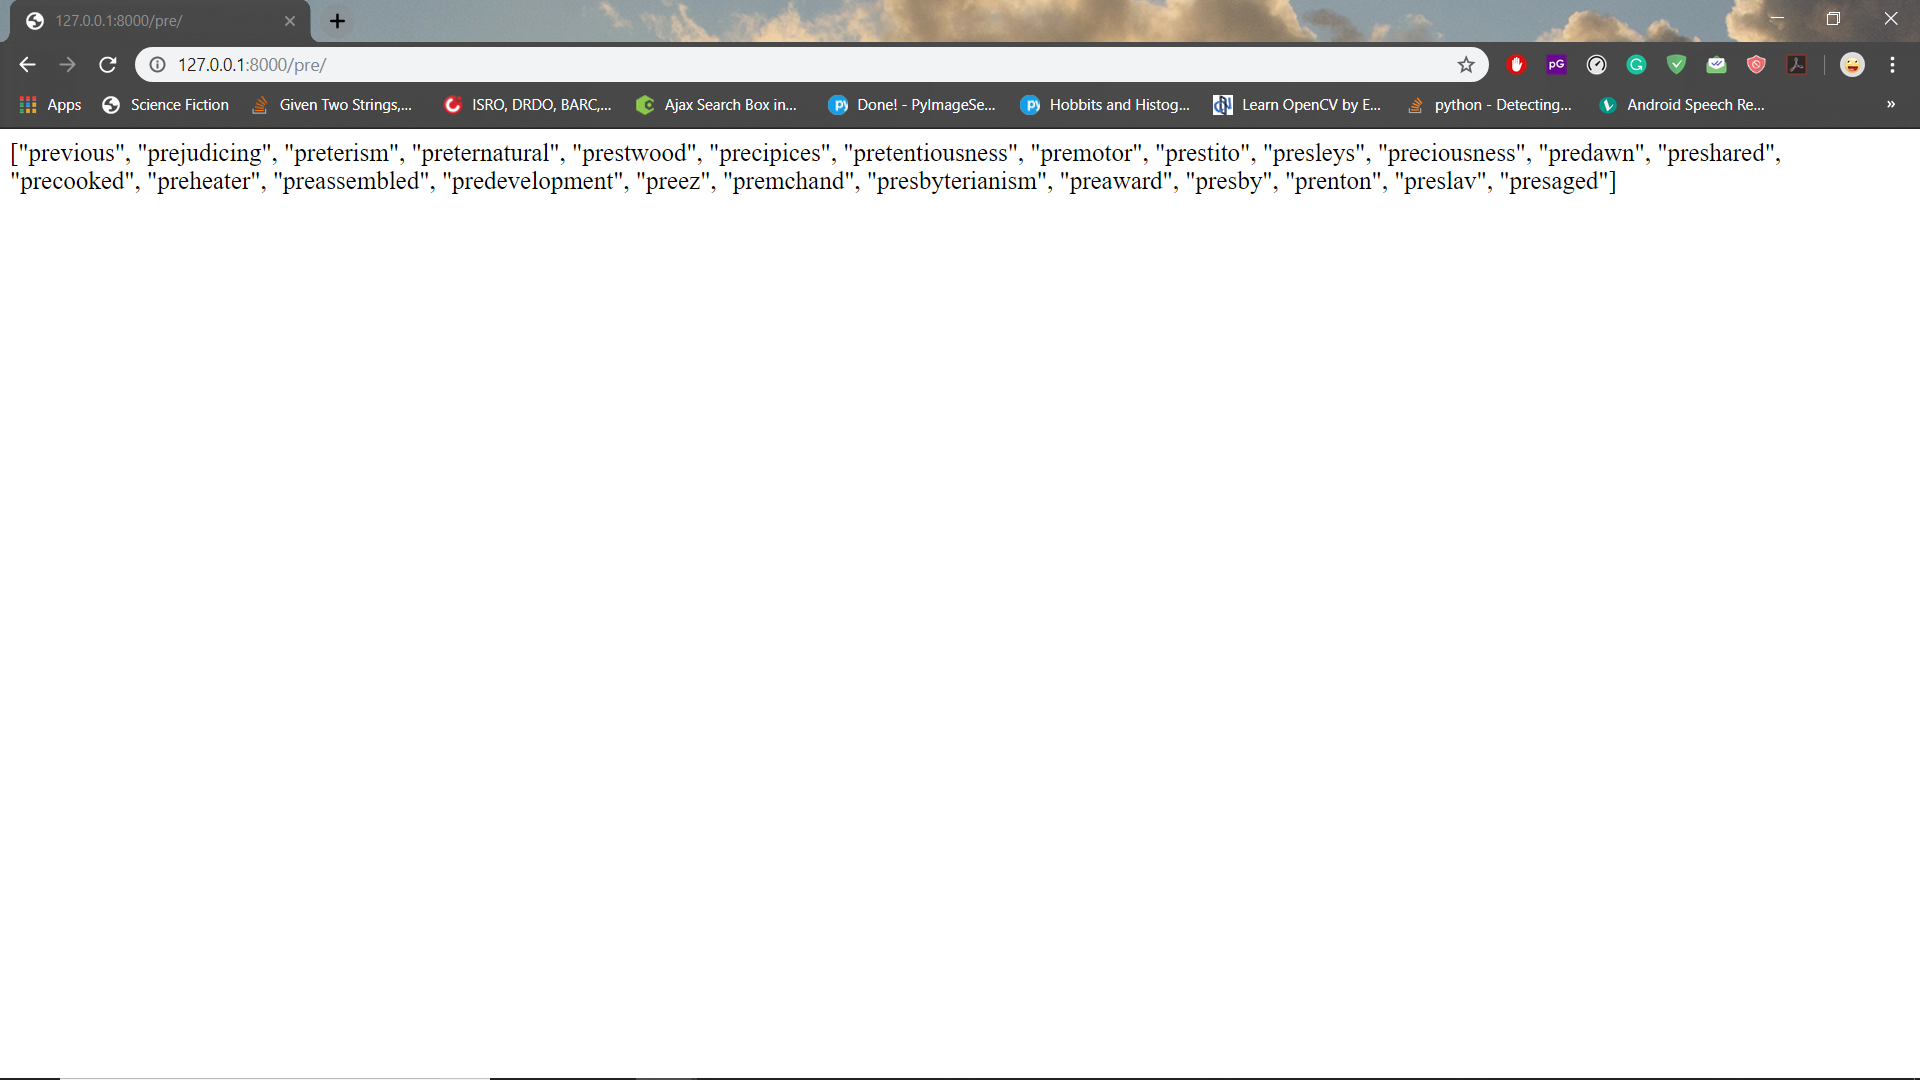 127.0.0.1:8000/pre/
127.0.0.1:8000/pre/
pG
Apps Science Fiction Given Two Strings,... ISRO, DRDO, BARC,... Ajax Search Box in... Done! - PyImageSe... Hobbits and Histog... Learn OpenCV by E... python - Detecting... Android Speech Re... »
["previous", "prejudicing", "preterism", "preternatural", "prestwood", "precipices", "pretentiousness", "premotor", "prestito", "presleys", "preciousness", "predawn", "preshared",
"precooked", "preheater", "preassembled", "predevelopment", "preez", "premchand", "presbyterianism", "preaward", "presby", "prenton", "preslav", "presaged"]